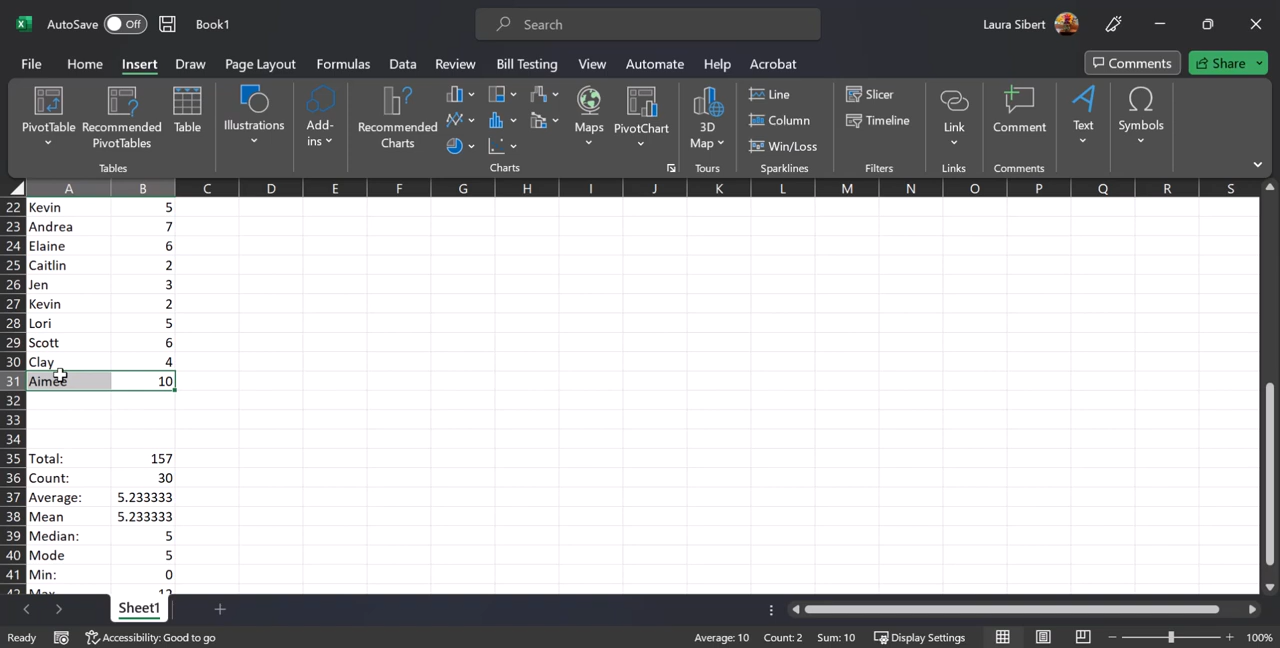 AutoSave Off Book1 Search Laura Sibert
File Home Insert Draw Page Layout Formulas Data Review Bill Testing View Automate Help Acrobat Comments Share
PivotTable Recommended PivotTables Table Illustrations Add-ins Recommended Charts Maps PivotChart 3D Map Line Column Win/Loss Slicer Timeline Link Comment Text Symbols
Tables Charts Tours Sparklines Filters Links Comments
A B C D E F G H I J K L M N O P Q R S
22 Kevin 5
23 Andrea 7
24 Elaine 6
25 Caitlin 2
26 Jen 3
27 Kevin 2
28 Lori 5
29 Scott 6
30 Clay 4
31 Aimee 10
32
33
34
35 Total: 157
36 Count: 30
37 Average: 5.233333
38 Mean 5.233333
39 Median: 5
40 Mode 5
41 Min: 0
42 Max 12
Sheet1
Ready Accessibility: Good to go Average: 10 Count: 2 Sum: 10 Display Settings 100%